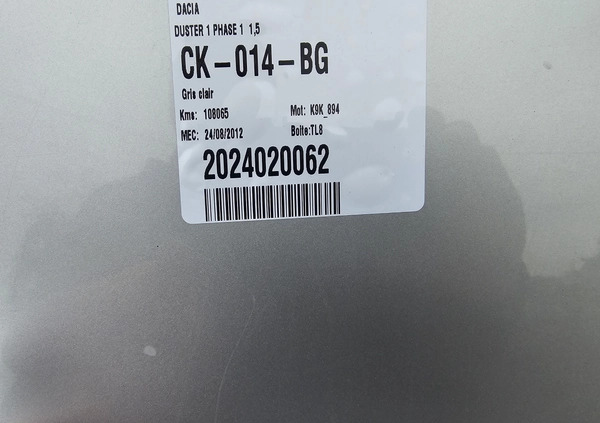 DACIA
DUSTER 1 PHASE 1 1,5
CK-014-BG
Gris clair
Kms: 108065 Mot: K9K_894
MEC: 24/08/2012 Boite:TL8
2024020062